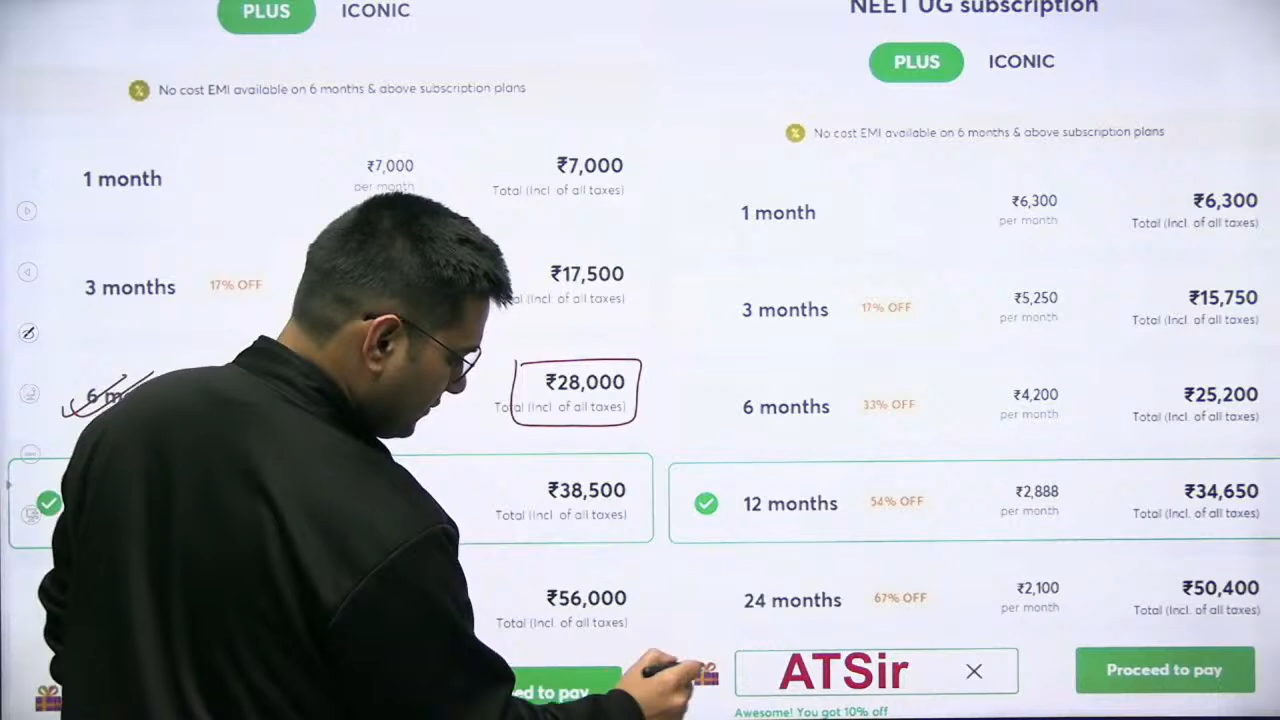 PLUS ICONIC
No cost EMI available on 6 months & above subscription plans
1 month ₹7,000 ₹7,000
per month Total (Incl. of all taxes)
3 months 17% OFF ₹17,500
Total (Incl. of all taxes)
6 ₹28,000
Total (Incl. of all taxes)
₹38,500
Total (Incl. of all taxes)
₹56,000
Total (Incl. of all taxes)
to pay
NEET UG subscription
PLUS ICONIC
No cost EMI available on 6 months & above subscription plans
1 month ₹6,300 ₹6,300
per month Total (Incl. of all taxes)
3 months 17% OFF ₹5,250 ₹15,750
per month Total (Incl. of all taxes)
6 months 33% OFF ₹4,200 ₹25,200
per month Total (Incl. of all taxes)
12 months 54% OFF ₹2,888 ₹34,650
per month Total (Incl. of all taxes)
24 months 67% OFF ₹2,100 ₹50,400
per month Total (Incl. of all taxes)
ATSir Proceed to pay
Awesome! You got 10% off